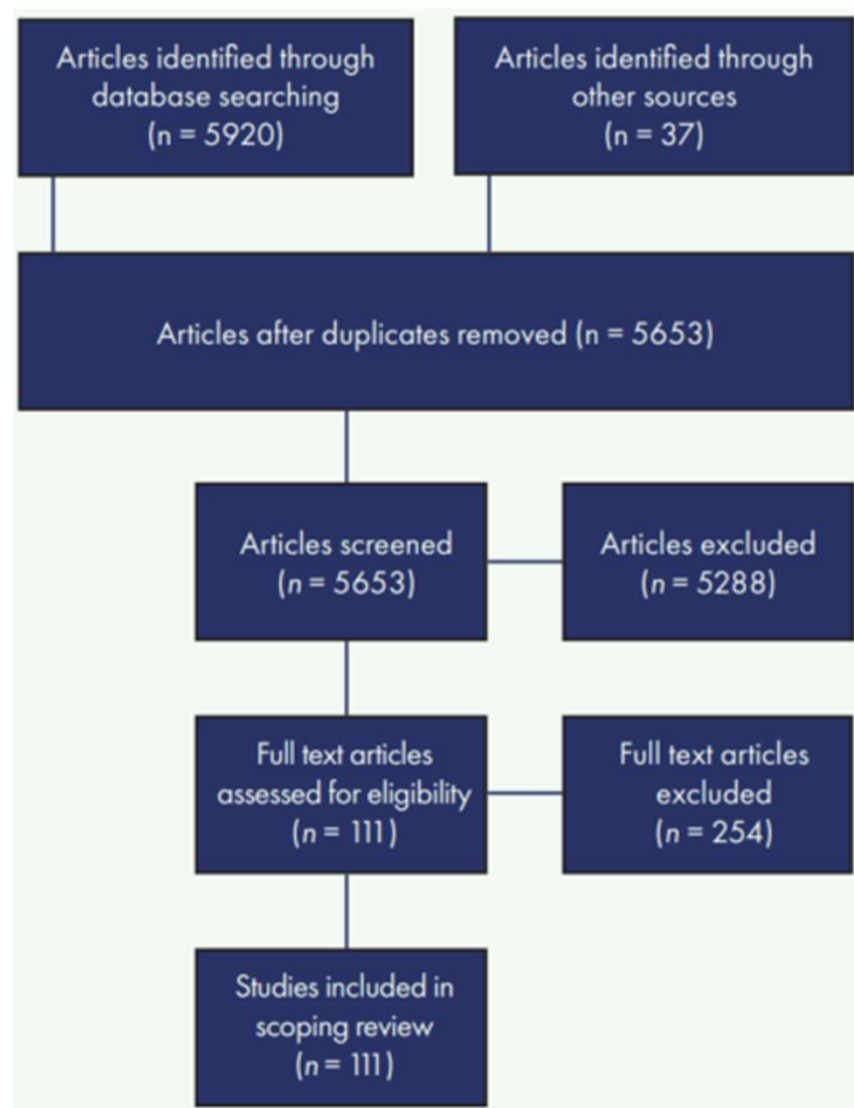 Articles identified through
database searching
(n = 5920)
Articles identified through
other sources
(n = 37)
Articles after duplicates removed (n = 5653)
Articles screened
(n = 5653)
Articles excluded
(n = 5288)
Full text articles
assessed for eligibility
(n = 111)
Full text articles
excluded
(n = 254)
Studies included in
scoping review
(n = 111)